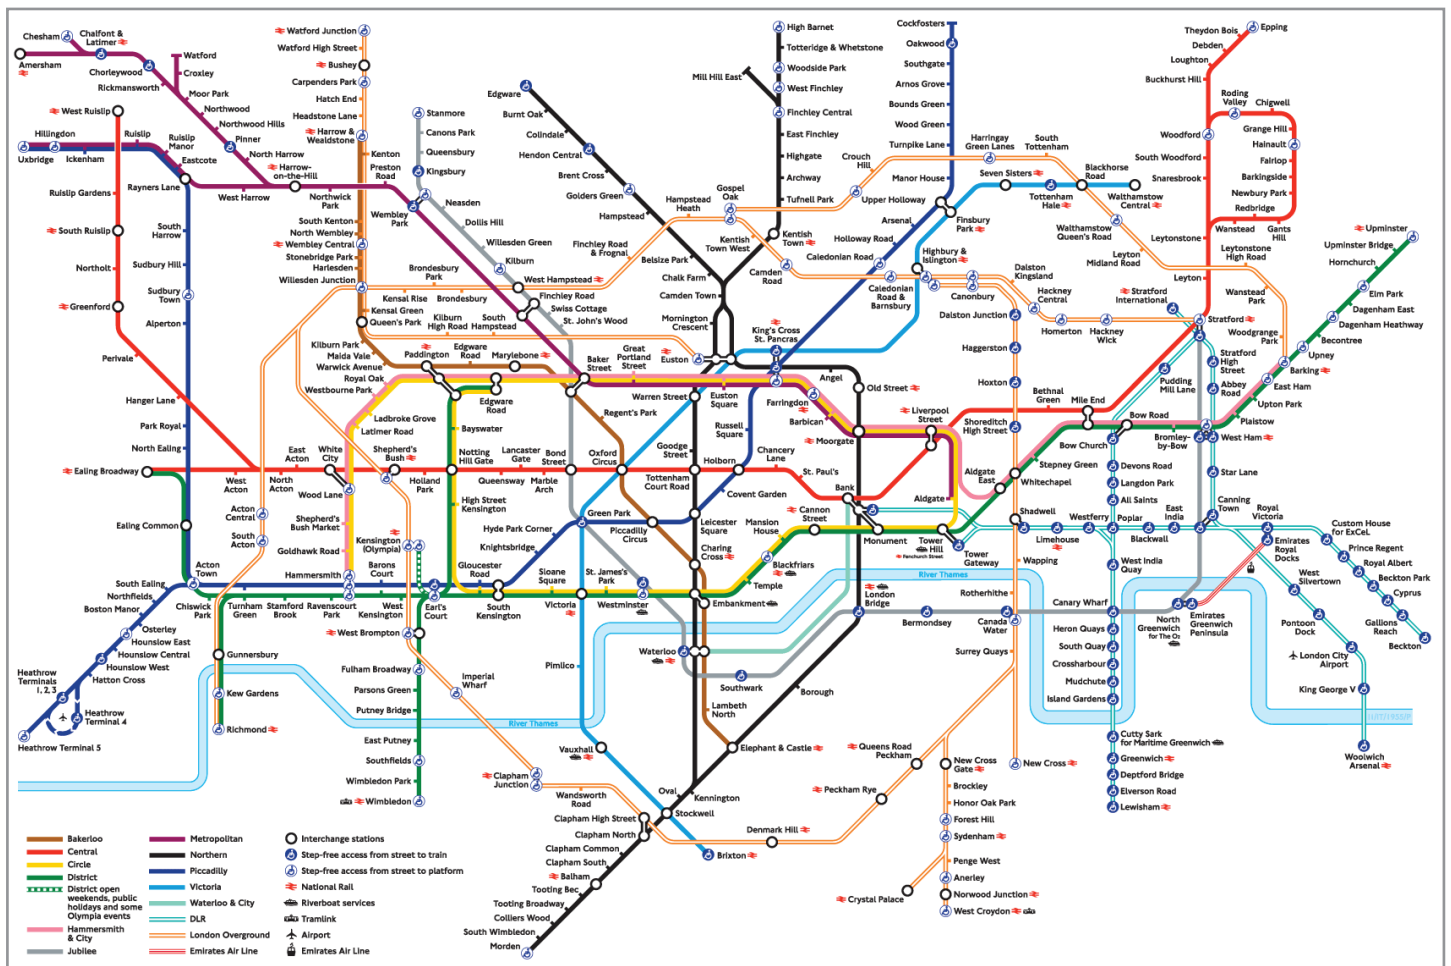 Chesham
Chalfont &
Latimer
Amersham
Chorleywood
Rickmansworth
Watford
Croxley
Moor Park
Northwood
Northwood Hills
Pinner
North Harrow
Harrow-
on-the-Hill
West Ruislip
Hillingdon
Uxbridge
Ickenham
Ruislip
Ruislip
Manor
Eastcote
Rayners Lane
West Harrow
Northwick
Park
Preston
Road
Wembley
Park
Ruislip Gardens
South Ruislip
Northolt
Greenford
Perivale
Hanger Lane
South
Harrow
Sudbury Hill
Sudbury
Town
Alperton
Park Royal
North Ealing
Ealing Broadway
Ealing Common
West
Acton
North
Acton
East
Acton
White
City
Wood Lane
Shepherd's
Bush
Holland
Park
Watford Junction
Watford High Street
Bushey
Carpenders Park
Hatch End
Headstone Lane
Harrow &
Wealdstone
Kenton
South Kenton
North Wembley
Wembley Central
Stonebridge Park
Harlesden
Willesden Junction
Kensal Rise
Brondesbury
Park
Brondesbury
Kensal Green
Queen's Park
Kilburn
High Road
South
Hampstead
Kilburn Park
Maida Vale
Warwick Avenue
Royal Oak
Westbourne Park
Ladbroke Grove
Latimer Road
Paddington
Edgware
Road
Marylebone
Edgware
Road
Baker
Street
Great
Portland
Street
Stanmore
Canons Park
Queensbury
Kingsbury
Neasden
Dollis Hill
Willesden Green
Kilburn
West Hampstead
Finchley Road
Swiss Cottage
St. John's Wood
Finchley Road
& Frognal
Hampstead
Heath
Gospel
Oak
Edgware
Burnt Oak
Colindale
Hendon Central
Brent Cross
Golders Green
Hampstead
Belsize Park
Chalk Farm
Camden Town
Mornington
Crescent
Euston
Mill Hill East
High Barnet
Totteridge & Whetstone
Woodside Park
West Finchley
Finchley Central
East Finchley
Highgate
Archway
Tufnell Park
Kentish
Town West
Kentish
Town
Camden
Road
King's Cross
St. Pancras
Cockfosters
Oakwood
Southgate
Arnos Grove
Bounds Green
Wood Green
Turnpike Lane
Manor House
Crouch
Hill
Harringay
Green Lanes
South
Tottenham
Upper Holloway
Arsenal
Holloway Road
Caledonian Road
Finsbury
Park
Seven Sisters
Tottenham
Hale
Blackhorse
Road
Walthamstow
Central
Walthamstow
Queen's Road
Leyton
Midland Road
Leytonstone
High Road
Wanstead
Park
Woodgrange
Park
Highbury &
Islington
Caledonian
Road &
Barnsbury
Canonbury
Dalston
Kingsland
Hackney
Central
Homerton
Hackney
Wick
Dalston Junction
Haggerston
Hoxton
Shoreditch
High Street
Epping
Theydon Bois
Debden
Loughton
Buckhurst Hill
Roding
Valley
Chigwell
Grange Hill
Hainault
Fairlop
Barkingside
Newbury Park
Redbridge
Gants
Hill
Wanstead
Woodford
South Woodford
Snaresbrook
Leytonstone
Leyton
Stratford
International
Stratford
Stratford
High
Street
Abbey
Road
Pudding
Mill Lane
Upminster
Upminster Bridge
Hornchurch
Elm Park
Dagenham East
Dagenham Heathway
Becontree
Upney
Barking
East Ham
Upton Park
Plaistow
West Ham
Bromley-
by-Bow
Bow Road
Bow Church
Mile End
Bethnal
Green
Stepney Green
Whitechapel
Aldgate
East
Aldgate
Liverpool
Street
Moorgate
Barbican
Farringdon
Old Street
Angel
Euston
Square
Warren Street
Regent's Park
Russell
Square
Goodge
Street
Oxford
Circus
Bond
Street
Marble
Arch
Lancaster
Gate
Queensway
Notting
Hill Gate
Bayswater
High Street
Kensington
Tottenham
Court Road
Holborn
Chancery
Lane
St. Paul's
Bank
Covent Garden
Leicester
Square
Piccadilly
Circus
Green Park
Hyde Park Corner
Knightsbridge
Charing
Cross
Embankment
Temple
Blackfriars
Mansion
House
Cannon
Street
Monument
Tower
Hill
Fenchurch Street
Tower
Gateway
Shadwell
Limehouse
Westferry
Poplar
Blackwall
East
India
Canning
Town
Royal
Victoria
Custom House
for ExCeL
Prince Regent
Royal Albert
Beckton Park
Cyprus
Gallions
Reach
Beckton
Devons Road
Langdon Park
All Saints
Star Lane
West India
Quay
Canary Wharf
Heron Quays
South Quay
Crossharbour
Mudchute
Island Gardens
Cutty Sark
for Maritime Greenwich
Greenwich
Deptford Bridge
Elverson Road
Lewisham
Emirates
Royal
Docks
Emirates
Greenwich
Peninsula
North
Greenwich
for The O2
West
Silvertown
Pontoon
Dock
London City
Airport
King George V
Woolwich
Arsenal
Wapping
Rotherhithe
Canada
Water
Surrey Quays
Bermondsey
London
Bridge
Southwark
Waterloo
Borough
Lambeth
North
Elephant & Castle
River Thames
River Thames
Acton
Central
South
Acton
Shepherd's
Bush Market
Goldhawk Road
Hammersmith
Kensington
(Olympia)
Barons
Court
Gloucester
Road
Sloane
Square
St. James's
Park
Westminster
Victoria
South
Kensington
Earl's
Court
West
Kensington
Ravenscourt
Park
Stamford
Brook
Turnham
Green
Chiswick
Park
Acton
Town
South Ealing
Northfields
Boston Manor
Osterley
Hounslow East
Hounslow Central
Hounslow West
Hatton Cross
Heathrow
Terminals
1, 2, 3
Heathrow
Terminal 4
Heathrow Terminal 5
Gunnersbury
Kew Gardens
Richmond
West Brompton
Fulham Broadway
Parsons Green
Putney Bridge
East Putney
Southfields
Wimbledon Park
Wimbledon
Imperial
Wharf
Clapham
Junction
Wandsworth
Road
Pimlico
Vauxhall
Oval
Kennington
Stockwell
Brixton
Clapham High Street
Clapham North
Clapham Common
Clapham South
Balham
Tooting Bec
Tooting Broadway
Colliers Wood
South Wimbledon
Morden
Denmark Hill
Peckham Rye
Queens Road
Peckham
New Cross
Gate
New Cross
Brockley
Honor Oak Park
Forest Hill
Sydenham
Penge West
Anerley
Norwood Junction
West Croydon
Crystal Palace
Bakerloo
Central
Circle
District
District open
weekends, public
holidays and some
Olympia events
Hammersmith
& City
Jubilee
Metropolitan
Northern
Piccadilly
Victoria
Waterloo & City
DLR
London Overground
Emirates Air Line
Interchange stations
Step-free access from street to train
Step-free access from street to platform
National Rail
Riverboat services
Tramlink
Airport
Emirates Air Line